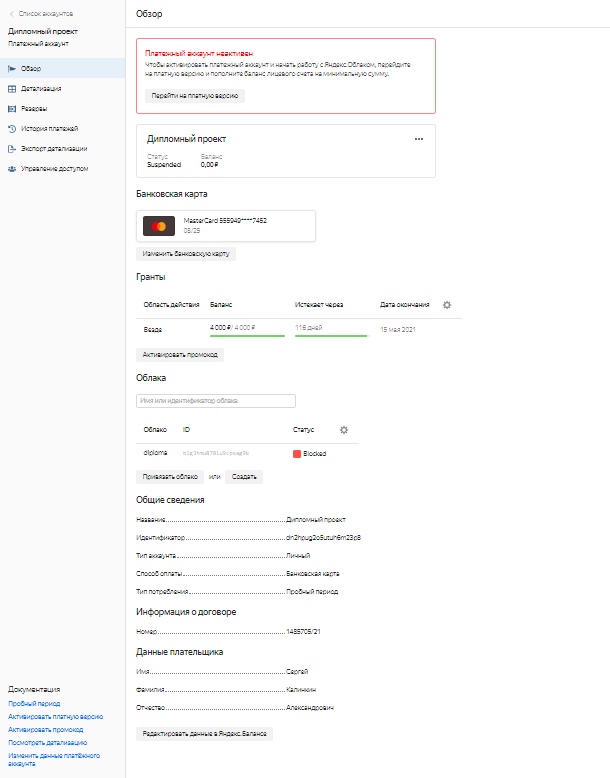 Список аккаунтов
Дипломный проект
Платежный аккаунт
Обзор
Детализация
Резервы
История платежей
Экспорт детализации
Управление доступом
Документация
Пробный период
Активировать платную версию
Активировать промокод
Посмотреть детализацию
Изменить данные платёжного
аккаунта
Обзор
Платежный аккаунт неактивен
Чтобы активировать платежный аккаунт и начать работу с Яндекс.Облаком, перейдите
на платную версию и пополните баланс лицевого счета на минимальную сумму.
Перейти на платную версию
Дипломный проект
Статус Баланс
Suspended 0,00 ₽
Банковская карта
MasterCard 555949****7452
08/25
Изменить банковскую карту
Гранты
Область действия Баланс Истекает через Дата окончания
Везде 4 000 ₽ / 4 000 ₽ 116 дней 15 мая 2021
Активировать промокод
Облака
Имя или идентификатор облака
Облако ID Статус
diploma Blocked
Привязать облако или Создать
Общие сведения
Название Дипломный проект
Идентификатор dn2hpug2o5utuh6m23p8
Тип аккаунта Личный
Способ оплаты Банковская карта
Тип потребления Пробный период
Информация о договоре
Номер 1485705/21
Данные плательщика
Имя Сергей
Фамилия Калинкин
Отчество Александрович
Редактировать данные в Яндекс.Балансе